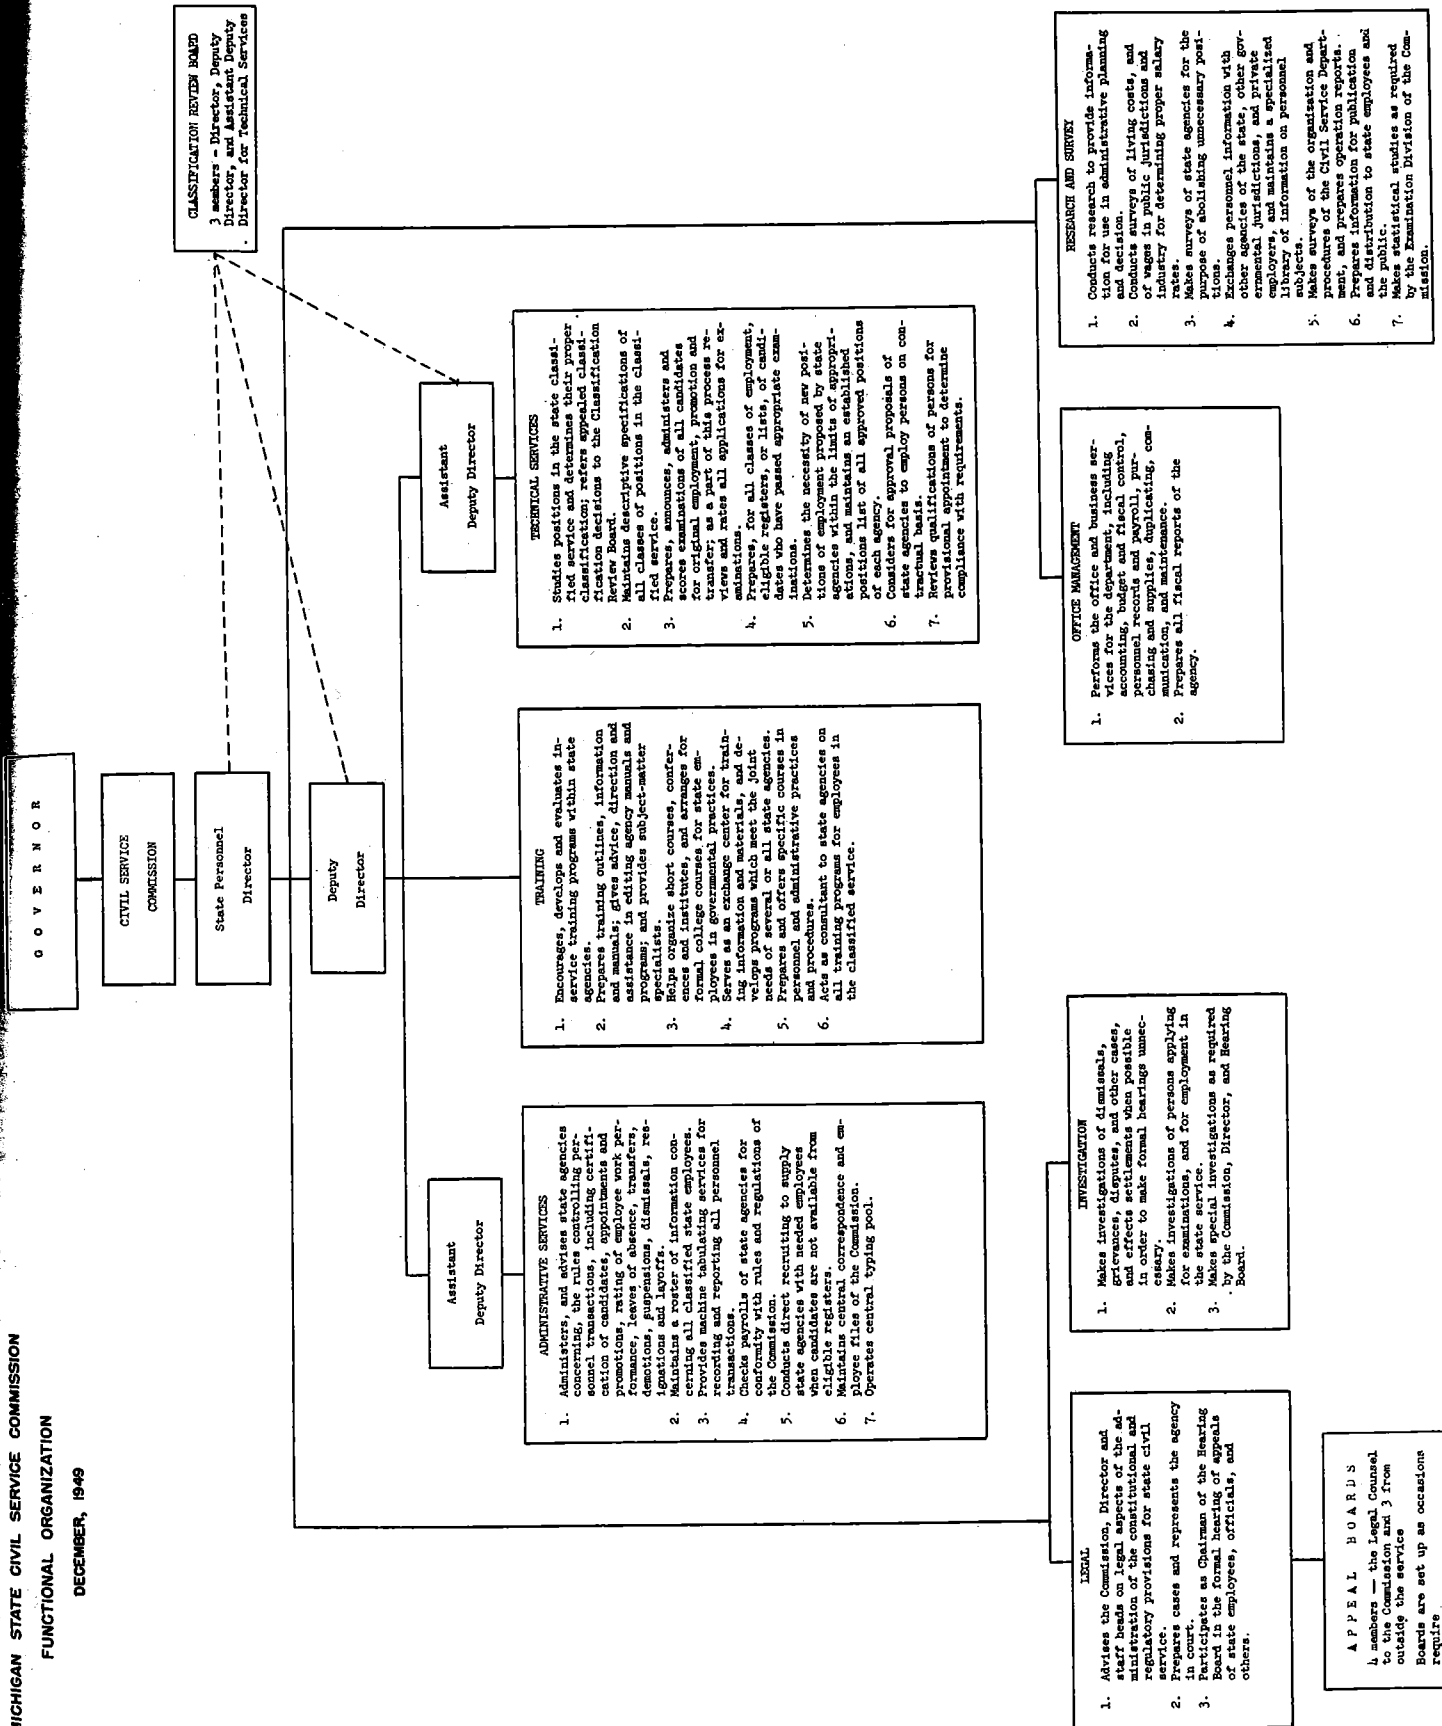 MICHIGAN STATE CIVIL SERVICE COMMISSION
FUNCTIONAL ORGANIZATION
DECEMBER, 1949
GOVERNOR
CIVIL SERVICE
COMMISSION
State Personnel
Director
Deputy
Director
CLASSIFICATION REVIEW BOARD
3 members - Director, Deputy
Director, and Assistant Deputy
Director for Technical Services
Assistant
Deputy Director
ADMINISTRATIVE SERVICES
1. Administers, and advises state agencies
concerning, the rules controlling per-
sonnel transactions, including certifi-
cation of candidates, appointments and
promotions, rating of employee work per-
formance, leaves of absence, transfers,
demotions, suspensions, dismissals, res-
ignations and layoffs.
2. Maintains a roster of information con-
cerning all classified state employees.
3. Provides machine tabulating services for
recording and reporting all personnel
transactions.
4. Checks payrolls of state agencies for
conformity with rules and regulations of
the Commission.
5. Conducts direct recruiting to supply
state agencies with needed employees
when candidates are not available from
eligible registers.
6. Maintains central correspondence and em-
ployee files of the Commission.
7. Operates central typing pool.
TRAINING
1. Encourages, develops and evaluates in-
service training programs within state
agencies.
2. Prepares training outlines, information
and manuals; gives advice, direction and
assistance in editing agency manuals and
programs; and provides subject-matter
specialists.
3. Helps organize short courses, confer-
ences and institutes, and arranges for
formal college courses for state em-
ployees in governmental practices.
4. Serves as an exchange center for train-
ing information and materials, and de-
velops programs which meet the joint
needs of several or all state agencies.
5. Prepares and offers specific courses in
personnel and administrative practices
and procedures.
6. Acts as consultant to state agencies on
all training programs for employees in
the classified service.
Assistant
Deputy Director
TECHNICAL SERVICES
1. Studies positions in the state classi-
fied service and determines their proper
classification; refers appealed classi-
fication decisions to the Classification
Review Board.
2. Maintains descriptive specifications of
all classes of positions in the classi-
fied service.
3. Prepares, announces, administers and
scores examinations of all candidates
for original employment, promotion and
transfer; as a part of this process re-
views and rates all applications for ex-
aminations.
4. Prepares, for all classes of employment,
eligible registers, or lists, of candi-
dates who have passed appropriate exam-
inations.
5. Determines the necessity of new posi-
tions of employment proposed by state
agencies within the limits of appropri-
ations, and maintains an established
positions list of all approved positions
of each agency.
6. Considers for approval proposals of
state agencies to employ persons on con-
tractual basis.
7. Reviews qualifications of persons for
provisional appointment to determine
compliance with requirements.
LEGAL
1. Advises the Commission, Director and
staff heads on legal aspects of the ad-
ministration of the constitutional and
regulatory provisions for state civil
service.
2. Prepares cases and represents the agency
in court.
3. Participates as Chairman of the Hearing
Board in the formal hearing of appeals
of state employees, officials, and
others.
INVESTIGATION
1. Makes investigations of dismissals,
grievances, disputes, and other cases,
and effects settlements when possible
in order to make formal hearings unnec-
essary.
2. Makes investigations of persons applying
for examinations, and for employment in
the state service.
3. Makes special investigations as required
by the Commission, Director, and Hearing
Board.
OFFICE MANAGEMENT
1. Performs the office and business ser-
vices for the department, including
accounting, budget and fiscal control,
personnel records and payroll, pur-
chasing and supplies, duplicating, com-
munication, and maintenance.
2. Prepares all fiscal reports of the
agency.
RESEARCH AND SURVEY
1. Conducts research to provide informa-
tion for use in administrative planning
and decision.
2. Conducts surveys of living costs, and
of wages in public jurisdictions and
industry for determining proper salary
rates.
3. Makes surveys of state agencies for the
purpose of abolishing unnecessary posi-
tions.
4. Exchanges personnel information with
other agencies of the state, other gov-
ernmental jurisdictions, and private
employers, and maintains a specialized
library of information on personnel
subjects.
5. Makes surveys of the organization and
procedures of the Civil Service Depart-
ment, and prepares operation reports.
6. Prepares information for publication
and distribution to state employees and
the public.
7. Makes statistical studies as required
by the Examination Division of the Com-
mission.
APPEAL BOARDS
4 members — the Legal Counsel
to the Commission and 3 from
outside the service
Boards are set up as occasions
require